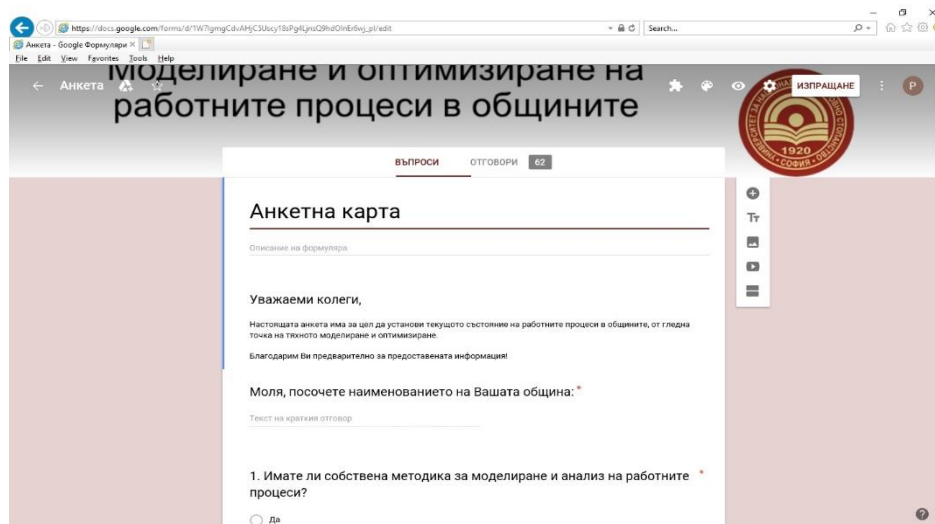 https://docs.google.com/forms/d/1W7IgmgCdvAHjC5Uscy18sPg4LjnsQ9hdOlnEr6wj_pl/edit
Search...
Анкета - Google Формуляри
File Edit View Favorites Tools Help
Моделиране и оптимизиране на
работните процеси в общините
Анкета
ИЗПРАЩАНЕ
P
1920
СОФИЯ
ВЪПРОСИ ОТГОВОРИ 62
Анкетна карта
Описание на формуляра
Уважаеми колеги,
Настоящата анкета има за цел да установи текущото състояние на работните процеси в общините, от гледна
точка на тяхното моделиране и оптимизиране.
Благодарим Ви предварително за предоставената информация!
Моля, посочете наименованието на Вашата община: *
Текст на краткия отговор
1. Имате ли собствена методика за моделиране и анализ на работните *
процеси?
Да